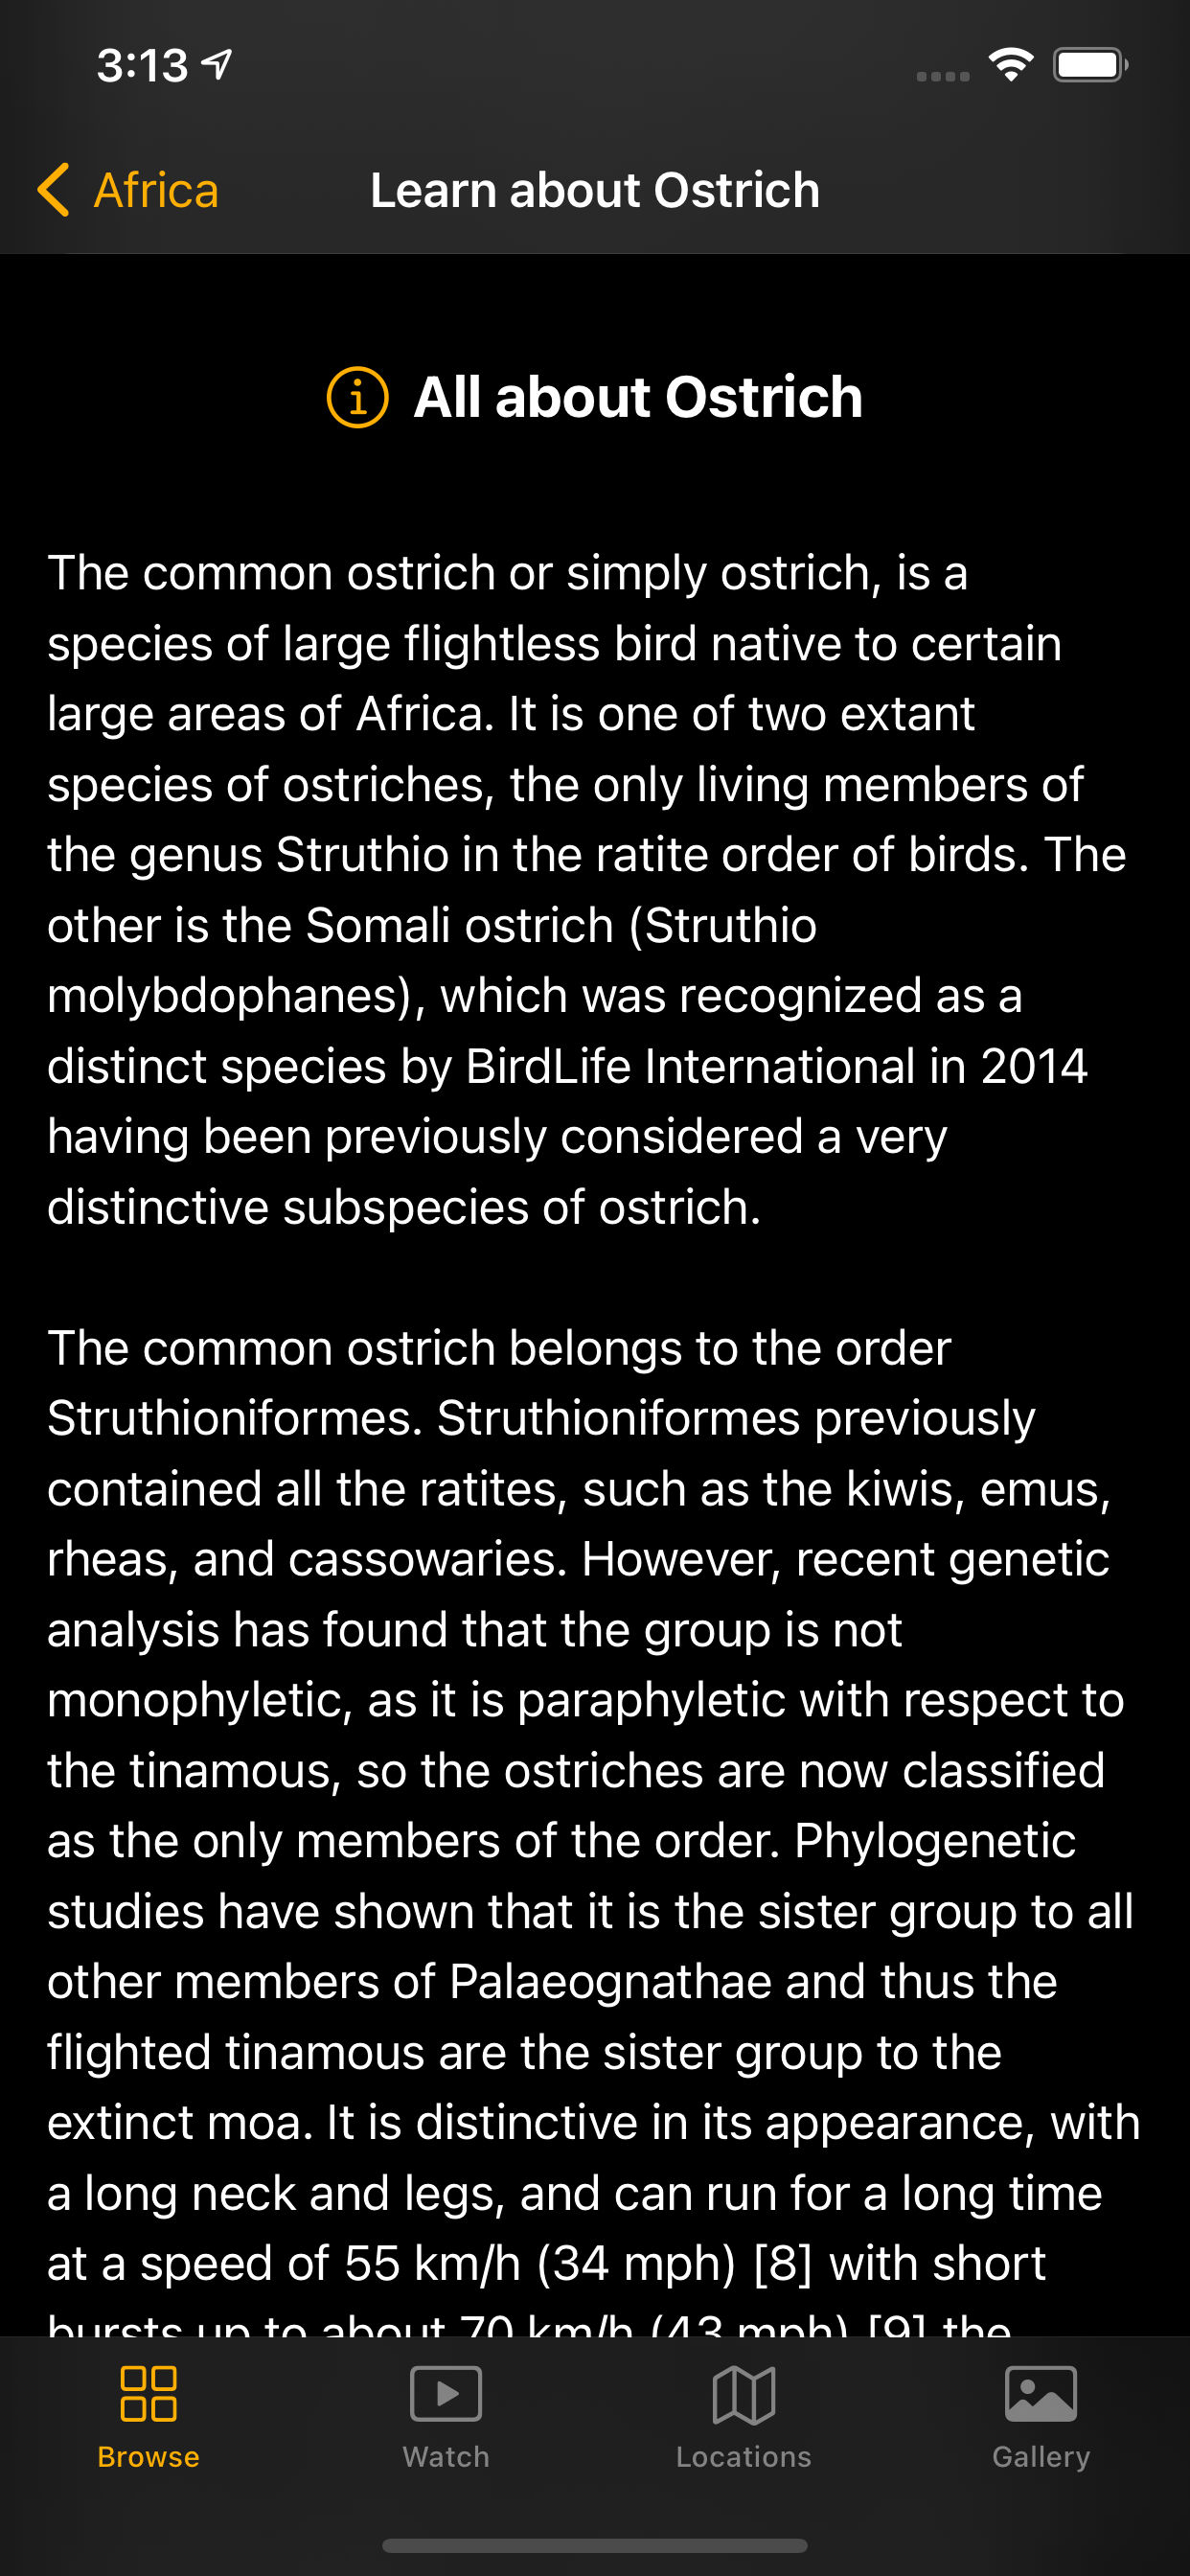 3:13
Africa
Learn about Ostrich
All about Ostrich
The common ostrich or simply ostrich, is a
species of large flightless bird native to certain
large areas of Africa. It is one of two extant
species of ostriches, the only living members of
the genus Struthio in the ratite order of birds. The
other is the Somali ostrich (Struthio
molybdophanes), which was recognized as a
distinct species by BirdLife International in 2014
having been previously considered a very
distinctive subspecies of ostrich.
The common ostrich belongs to the order
Struthioniformes. Struthioniformes previously
contained all the ratites, such as the kiwis, emus,
rheas, and cassowaries. However, recent genetic
analysis has found that the group is not
monophyletic, as it is paraphyletic with respect to
the tinamous, so the ostriches are now classified
as the only members of the order. Phylogenetic
studies have shown that it is the sister group to all
other members of Palaeognathae and thus the
flighted tinamous are the sister group to the
extinct moa. It is distinctive in its appearance, with
a long neck and legs, and can run for a long time
at a speed of 55 km/h (34 mph) [8] with short
bursts up to about 70 km/h (43 mph) [9] the
Browse
Watch
Locations
Gallery